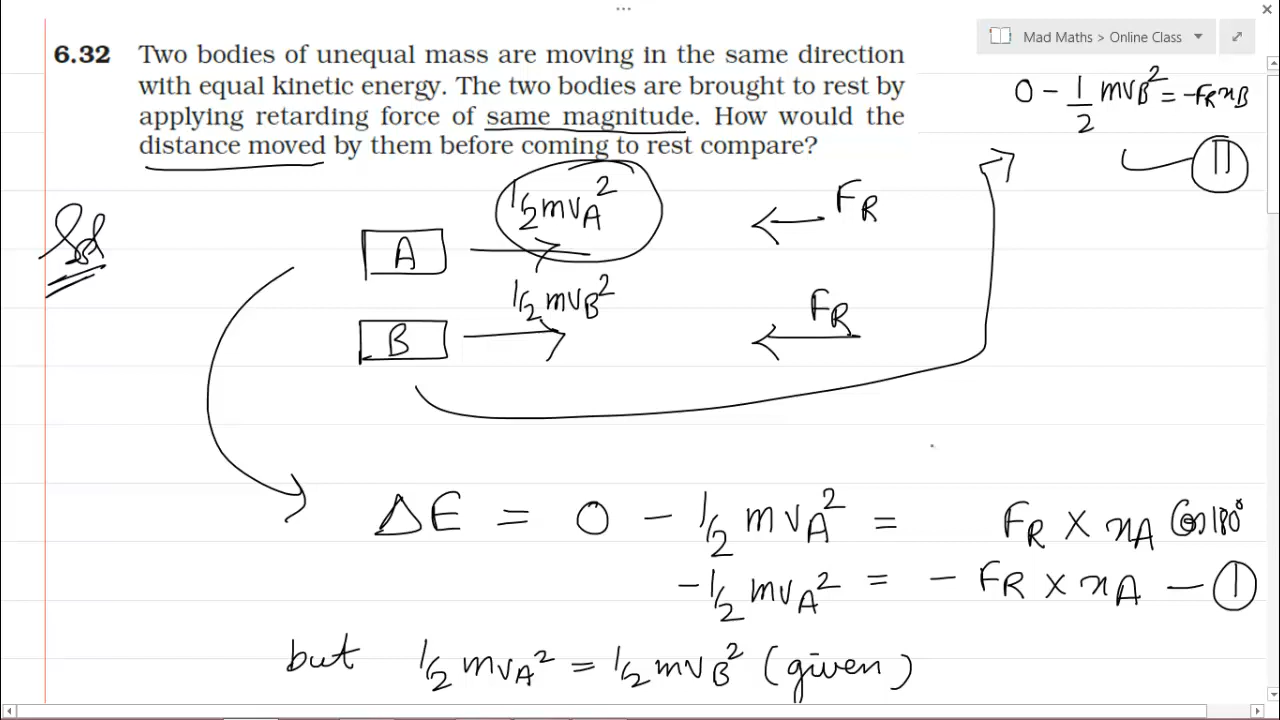 Mad Maths > Online Class
6.32 Two bodies of unequal mass are moving in the same direction
with equal kinetic energy. The two bodies are brought to rest by
applying retarding force of same magnitude. How would the
distance moved by them before coming to rest compare?
0 - 1/2 mvB² = -FR xB
II
Sol
1/2 mvA²
FR
A
1/2 mvB²
FR
B
ΔE = 0 - 1/2 mvA² = FR × xA Cos180°
-1/2 mvA² = - FR × xA - I
but 1/2 mvA² = 1/2 mvB² (given)